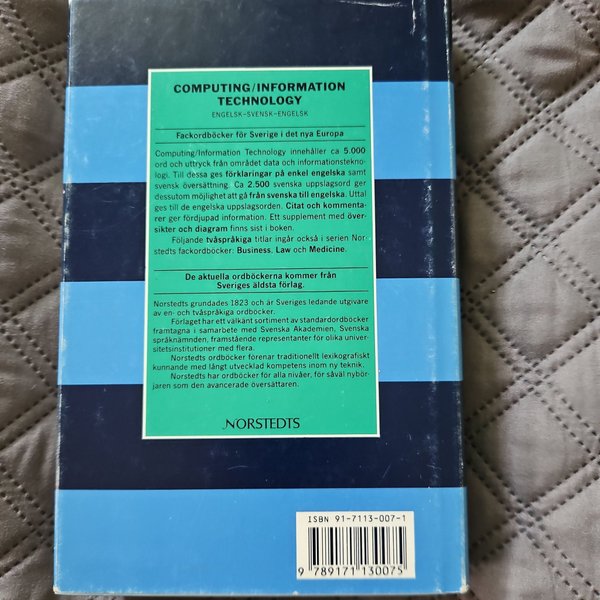 COMPUTING/INFORMATION
TECHNOLOGY
ENGELSK–SVENSK–ENGELSK
Fackordböcker för Sverige i det nya Europa
Computing/Information Technology innehåller ca 5.000
ord och uttryck från området data och informationstekno-
logi. Till dessa ges förklaringar på enkel engelska samt
svensk översättning. Ca 2.500 svenska uppslagsord ger
dessutom möjlighet att gå från svenska till engelska. Uttal
ges till de engelska uppslagsorden. Citat och kommenta-
rer ger fördjupad information. Ett supplement med över-
sikter och diagram finns sist i boken.
Följande tvåspråkiga titlar ingår också i serien Nor-
stedts fackordböcker: Business, Law och Medicine.
De aktuella ordböckerna kommer från
Sveriges äldsta förlag.
Norstedts grundades 1823 och är Sveriges ledande utgivare
av en- och tvåspråkiga ordböcker.
Förlaget har ett välkänt sortiment av standardordböcker
framtagna i samarbete med Svenska Akademien, Svenska
språknämnden, framstående representanter för olika univer-
sitetsinstitutioner med flera.
Norstedts ordböcker förenar traditionellt lexikografiskt
kunnande med långt utvecklad kompetens inom ny teknik.
Norstedts har ordböcker för alla nivåer, för såväl nybör-
jaren som den avancerade översättaren.
NORSTEDTS
ISBN 91-7113-007-1
9 789171 130075